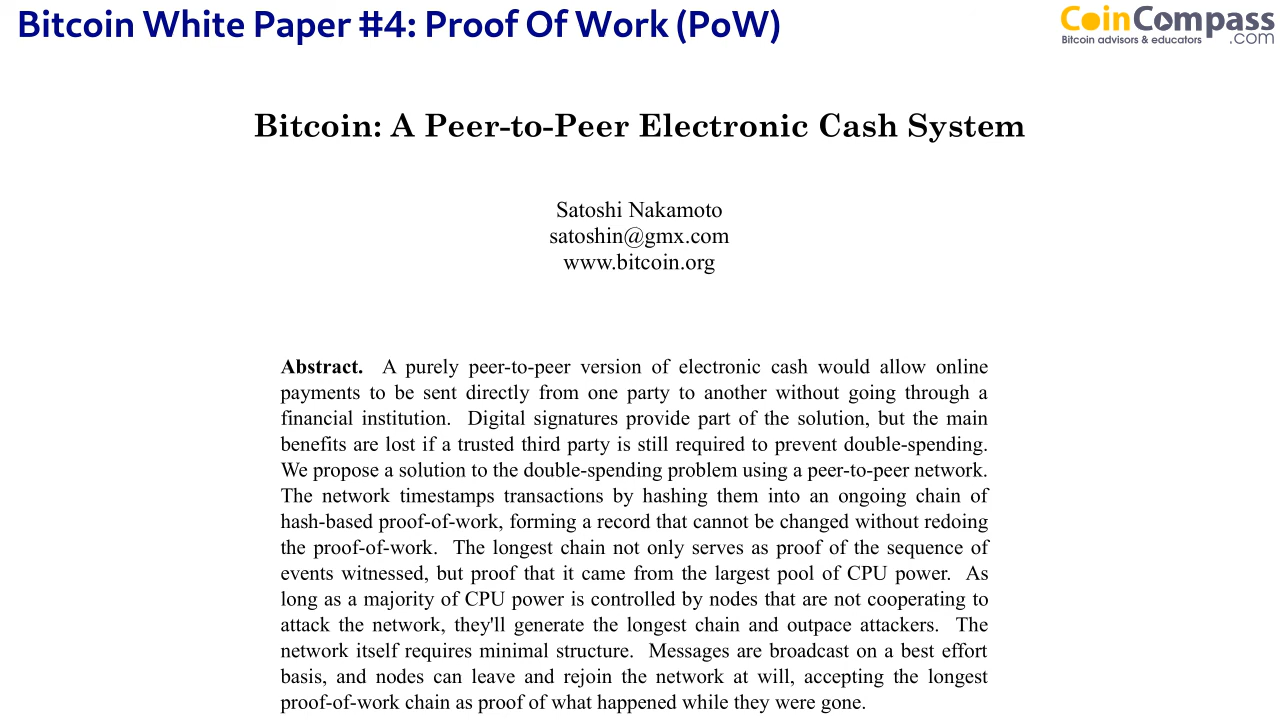 Bitcoin White Paper #4: Proof Of Work (PoW)
CoinCompass
Bitcoin advisors & educators .com
Bitcoin: A Peer-to-Peer Electronic Cash System
Satoshi Nakamoto
satoshin@gmx.com
www.bitcoin.org
Abstract. A purely peer-to-peer version of electronic cash would allow online
payments to be sent directly from one party to another without going through a
financial institution. Digital signatures provide part of the solution, but the main
benefits are lost if a trusted third party is still required to prevent double-spending.
We propose a solution to the double-spending problem using a peer-to-peer network.
The network timestamps transactions by hashing them into an ongoing chain of
hash-based proof-of-work, forming a record that cannot be changed without redoing
the proof-of-work. The longest chain not only serves as proof of the sequence of
events witnessed, but proof that it came from the largest pool of CPU power. As
long as a majority of CPU power is controlled by nodes that are not cooperating to
attack the network, they'll generate the longest chain and outpace attackers. The
network itself requires minimal structure. Messages are broadcast on a best effort
basis, and nodes can leave and rejoin the network at will, accepting the longest
proof-of-work chain as proof of what happened while they were gone.